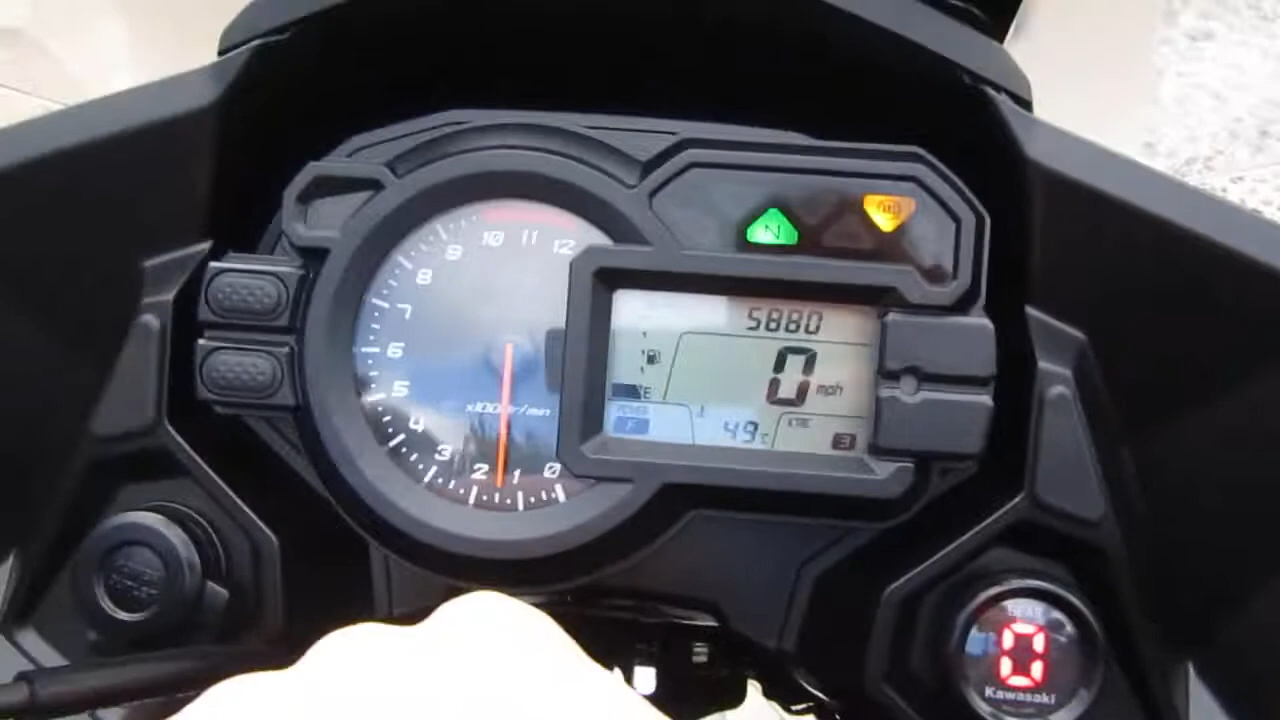 10 11 12
9
8
7
6
5
4
3
2 1 0
x1000r/min
N
5880
0 mph
E
POWER
F
49°C
KTRC
3
GEAR
0
Kawasaki